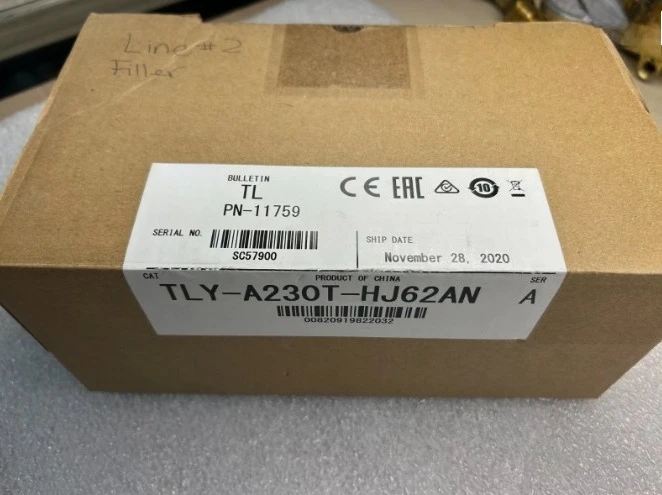 Line #2
Filler
BULLETIN
TL
PN-11759
CE EAC 10
SERIAL NO.
SC57900
SHIP DATE
November 28, 2020
CAT
PRODUCT OF CHINA
SER
TLY-A230T-HJ62AN
A
00820919822032